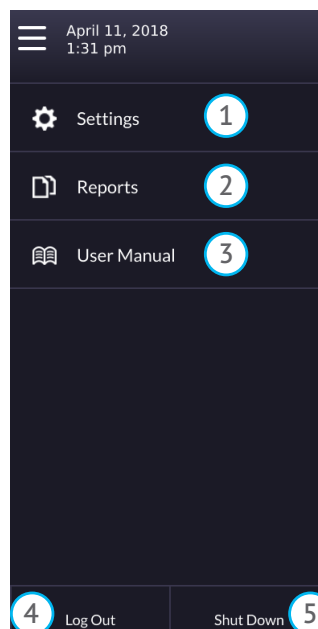 April 11, 2018
1:31 pm
Settings 1
Reports 2
User Manual 3
4 Log Out Shut Down 5